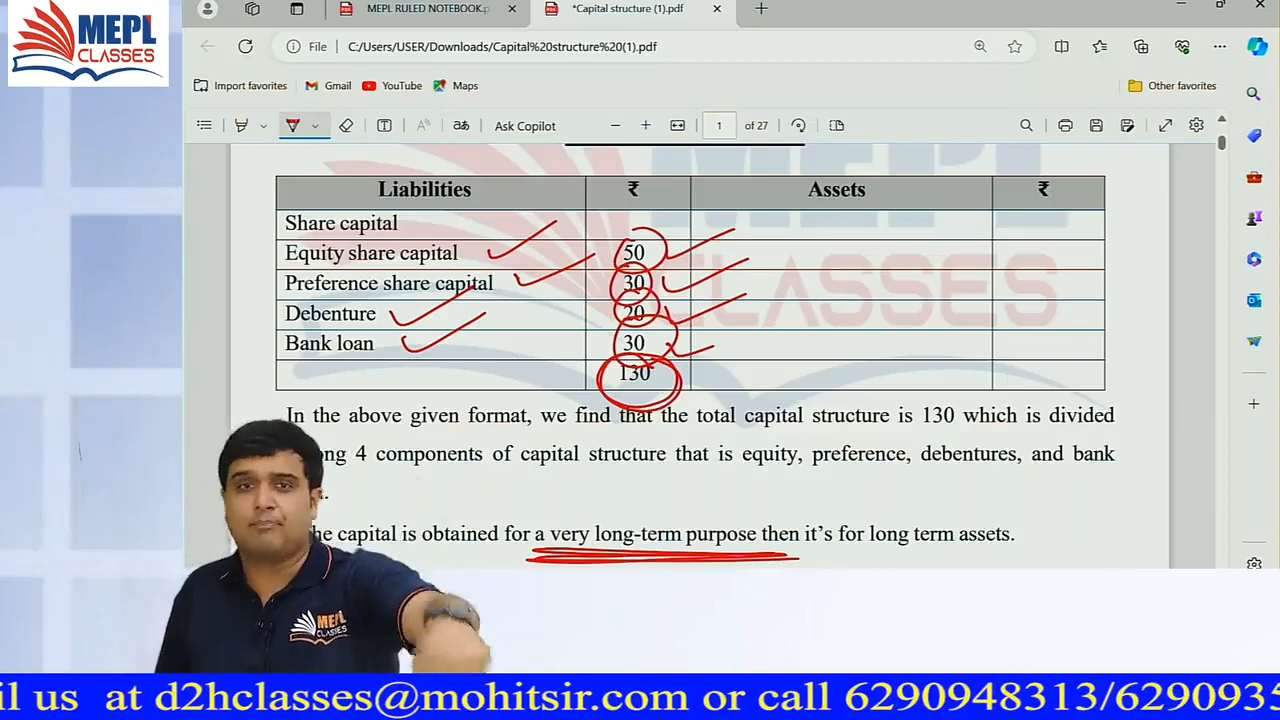 MEPL
CLASSES
MEPL RULED NOTEBOOK.p
*Capital structure (1).pdf
File
C:/Users/USER/Downloads/Capital%20structure%20(1).pdf
Import favorites
Gmail
YouTube
Maps
Other favorites
Ask Copilot
1
of 27
Liabilities ₹ Assets ₹
Share capital
Equity share capital 50
Preference share capital 30
Debenture 20
Bank loan 30
130
In the above given format, we find that the total capital structure is 130 which is divided
4 components of capital structure that is equity, preference, debentures, and bank
capital is obtained for a very long-term purpose then it's for long term assets.
MEPL
CLASSES
MEPL
CLASSES
il us at d2hclasses@mohitsir.com or call 6290948313/629093